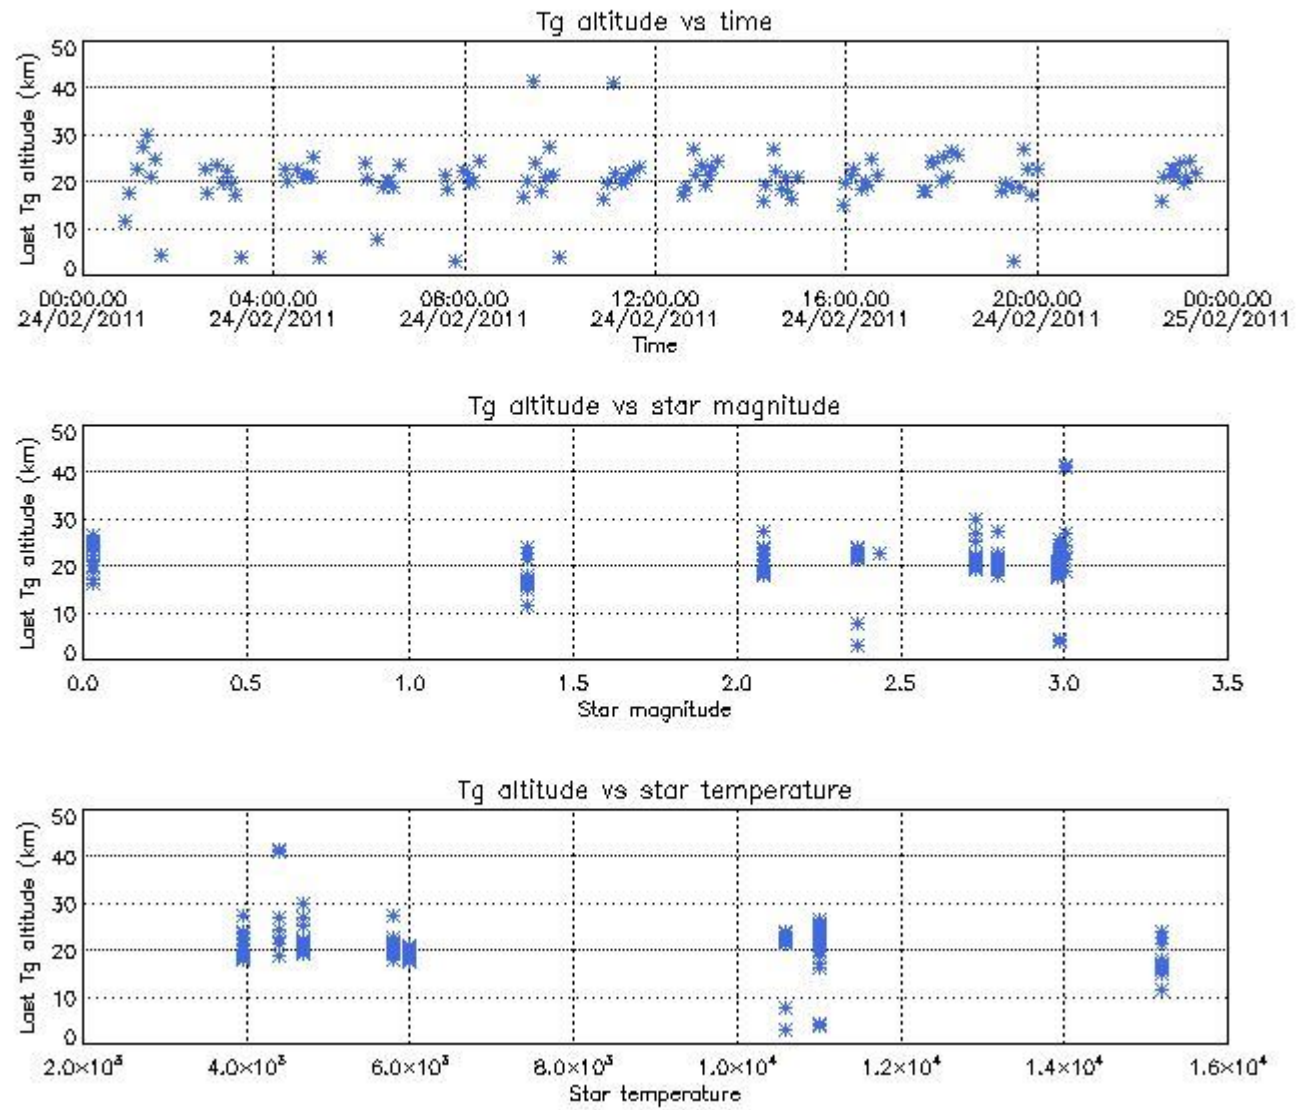 Tg altitude vs time
Last Tg altitude (km)
50
40
30
20
10
0
00:00.00 04:00.00 08:00.00 12:00.00 16:00.00 20:00.00 00:00.00
24/02/2011 24/02/2011 24/02/2011 24/02/2011 24/02/2011 24/02/2011 25/02/2011
Time
Tg altitude vs star magnitude
Last Tg altitude (km)
50
40
30
20
10
0
0.0 0.5 1.0 1.5 2.0 2.5 3.0 3.5
Star magnitude
Tg altitude vs star temperature
Last Tg altitude (km)
50
40
30
20
10
0
2.0×10³ 4.0×10³ 6.0×10³ 8.0×10³ 1.0×10⁴ 1.2×10⁴ 1.4×10⁴ 1.6×10⁴
Star temperature